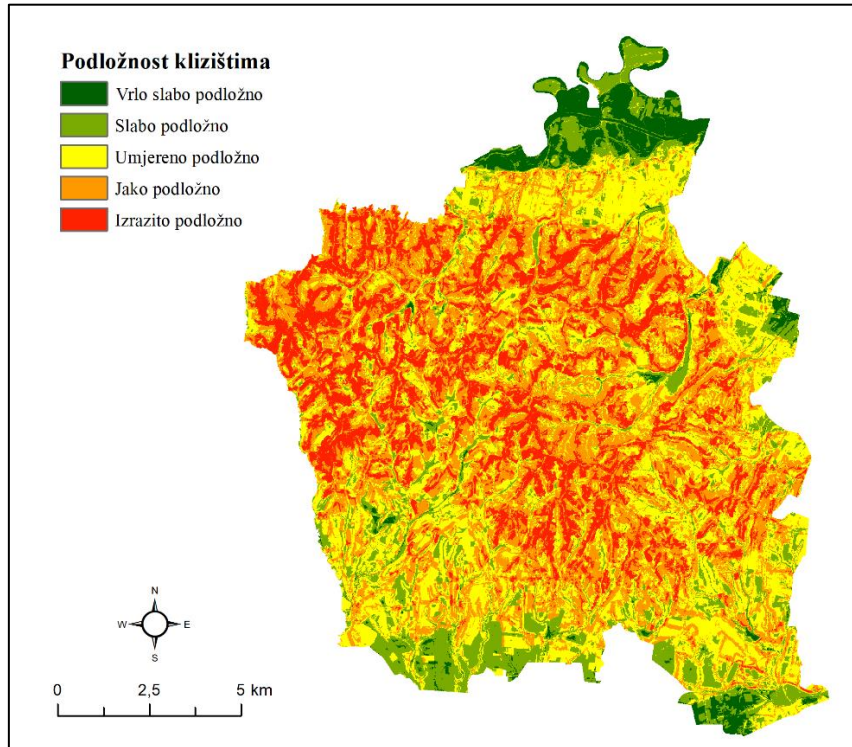 Podložnost klizištima
Vrlo slabo podložno
Slabo podložno
Umjereno podložno
Jako podložno
Izrazito podložno
N
W E
S
0 2,5 5 km